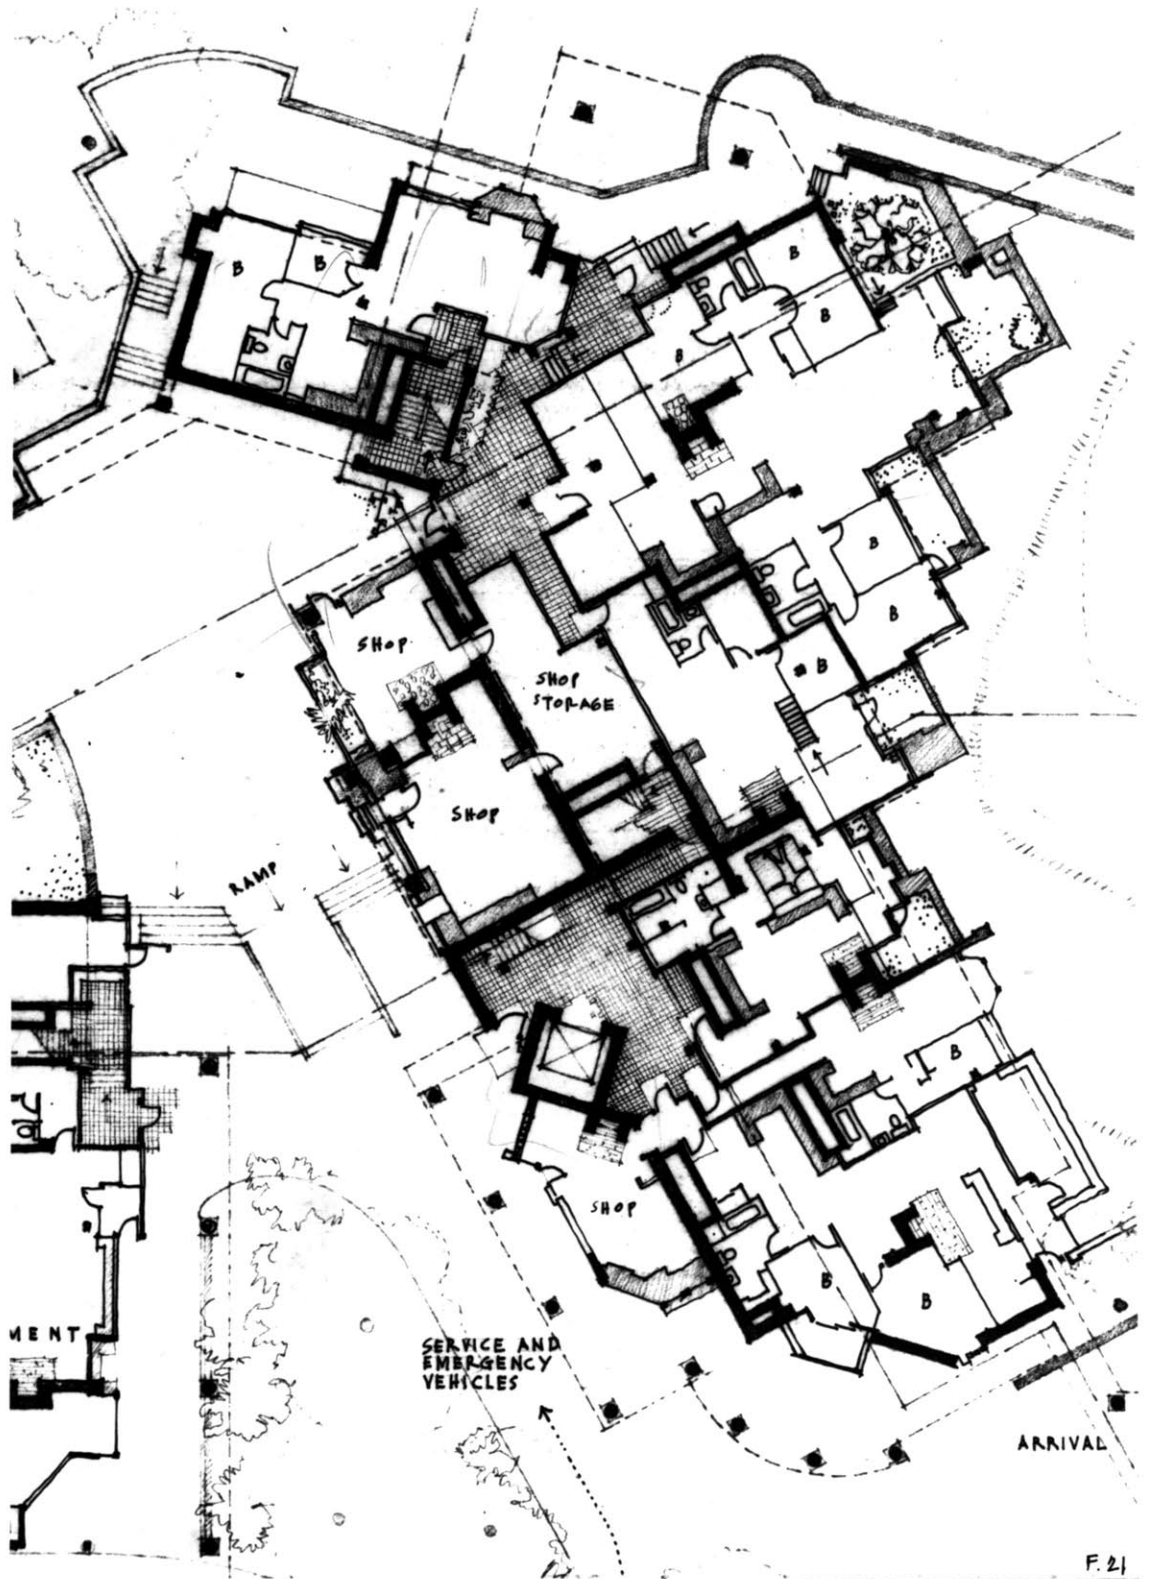 B
B
B
B
B
SHOP
SHOP
STORAGE
B
B
B
SHOP
RAMP
B
SHOP
B
B
MENT
SERVICE AND
EMERGENCY
VEHICLES
ARRIVAL
F.21